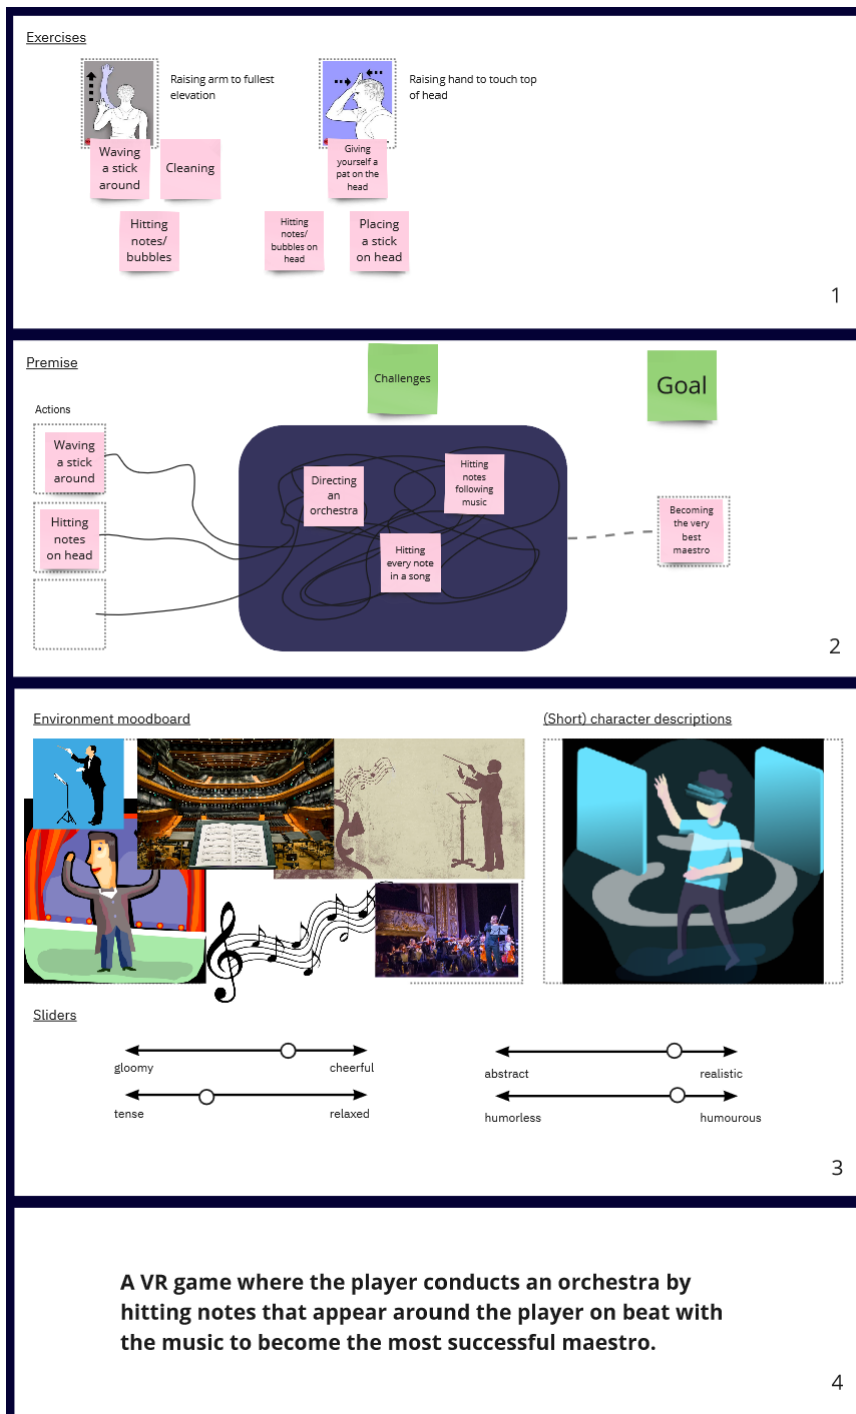 Exercises
Raising arm to fullest
elevation
Raising hand to touch top
of head
Waving
a stick
around
Cleaning
Giving
yourself a
pat on the
head
Hitting
notes/
bubbles
Hitting
notes/
bubbles on
head
Placing
a stick
on head
1
Premise
Challenges
Goal
Actions
Waving
a stick
around
Directing
an
orchestra
Hitting
notes
following
music
Hitting
notes
on head
Hitting
every note
in a song
Becoming
the very
best
maestro
2
Environment moodboard
(Short) character descriptions
Sliders
gloomy
cheerful
abstract
realistic
tense
relaxed
humorless
humourous
3
A VR game where the player conducts an orchestra by
hitting notes that appear around the player on beat with
the music to become the most successful maestro.
4